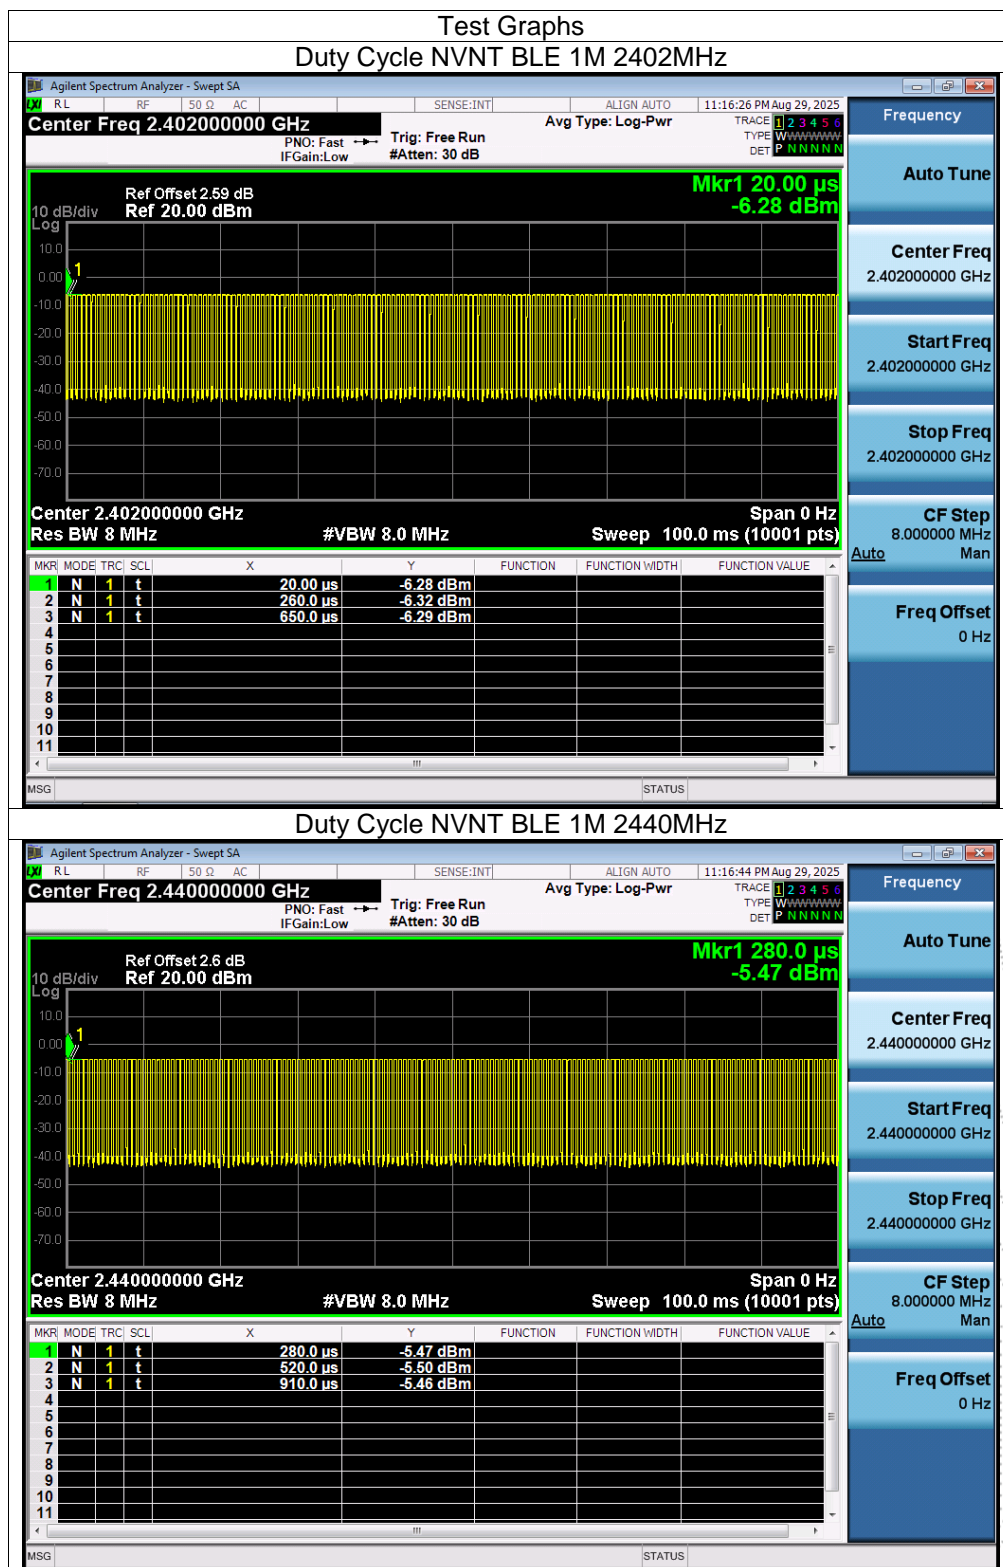 Test Graphs
Duty Cycle NVNT BLE 1M 2402MHz
Agilent Spectrum Analyzer - Swept SA
LXI RL RF 50 Ω AC SENSE:INT ALIGN AUTO 11:16:26 PM Aug 29, 2025
Center Freq 2.402000000 GHz
PNO: Fast
IFGain:Low
Trig: Free Run
#Atten: 30 dB
Avg Type: Log-Pwr
TRACE 1 2 3 4 5 6
TYPE WWWWWW
DET P N N N N N
Frequency
Auto Tune
Ref Offset 2.59 dB
10 dB/div Ref 20.00 dBm
Log
Mkr1 20.00 µs
-6.28 dBm
10.0
0.00
-10.0
-20.0
-30.0
-40.0
-50.0
-60.0
-70.0
1
Center Freq
2.402000000 GHz
Start Freq
2.402000000 GHz
Stop Freq
2.402000000 GHz
CF Step
8.000000 MHz
Auto Man
Freq Offset
0 Hz
Center 2.402000000 GHz Span 0 Hz
Res BW 8 MHz #VBW 8.0 MHz Sweep 100.0 ms (10001 pts)
MKR MODE TRC SCL X Y FUNCTION FUNCTION WIDTH FUNCTION VALUE
1 N 1 t 20.00 µs -6.28 dBm
2 N 1 t 260.0 µs -6.32 dBm
3 N 1 t 650.0 µs -6.29 dBm
4
5
6
7
8
9
10
11
MSG STATUS
Duty Cycle NVNT BLE 1M 2440MHz
Agilent Spectrum Analyzer - Swept SA
LXI RL RF 50 Ω AC SENSE:INT ALIGN AUTO 11:16:44 PM Aug 29, 2025
Center Freq 2.440000000 GHz
PNO: Fast
IFGain:Low
Trig: Free Run
#Atten: 30 dB
Avg Type: Log-Pwr
TRACE 1 2 3 4 5 6
TYPE WWWWWW
DET P N N N N N
Frequency
Auto Tune
Ref Offset 2.6 dB
10 dB/div Ref 20.00 dBm
Log
Mkr1 280.0 µs
-5.47 dBm
10.0
0.00
-10.0
-20.0
-30.0
-40.0
-50.0
-60.0
-70.0
1
Center Freq
2.440000000 GHz
Start Freq
2.440000000 GHz
Stop Freq
2.440000000 GHz
CF Step
8.000000 MHz
Auto Man
Freq Offset
0 Hz
Center 2.440000000 GHz Span 0 Hz
Res BW 8 MHz #VBW 8.0 MHz Sweep 100.0 ms (10001 pts)
MKR MODE TRC SCL X Y FUNCTION FUNCTION WIDTH FUNCTION VALUE
1 N 1 t 280.0 µs -5.47 dBm
2 N 1 t 520.0 µs -5.50 dBm
3 N 1 t 910.0 µs -5.46 dBm
4
5
6
7
8
9
10
11
MSG STATUS